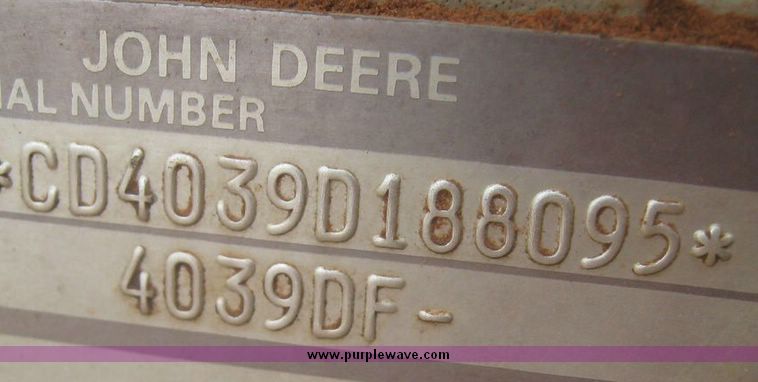 JOHN DEERE
IAL NUMBER
*CD4039D188095*
4039DF-
www.purplewave.com